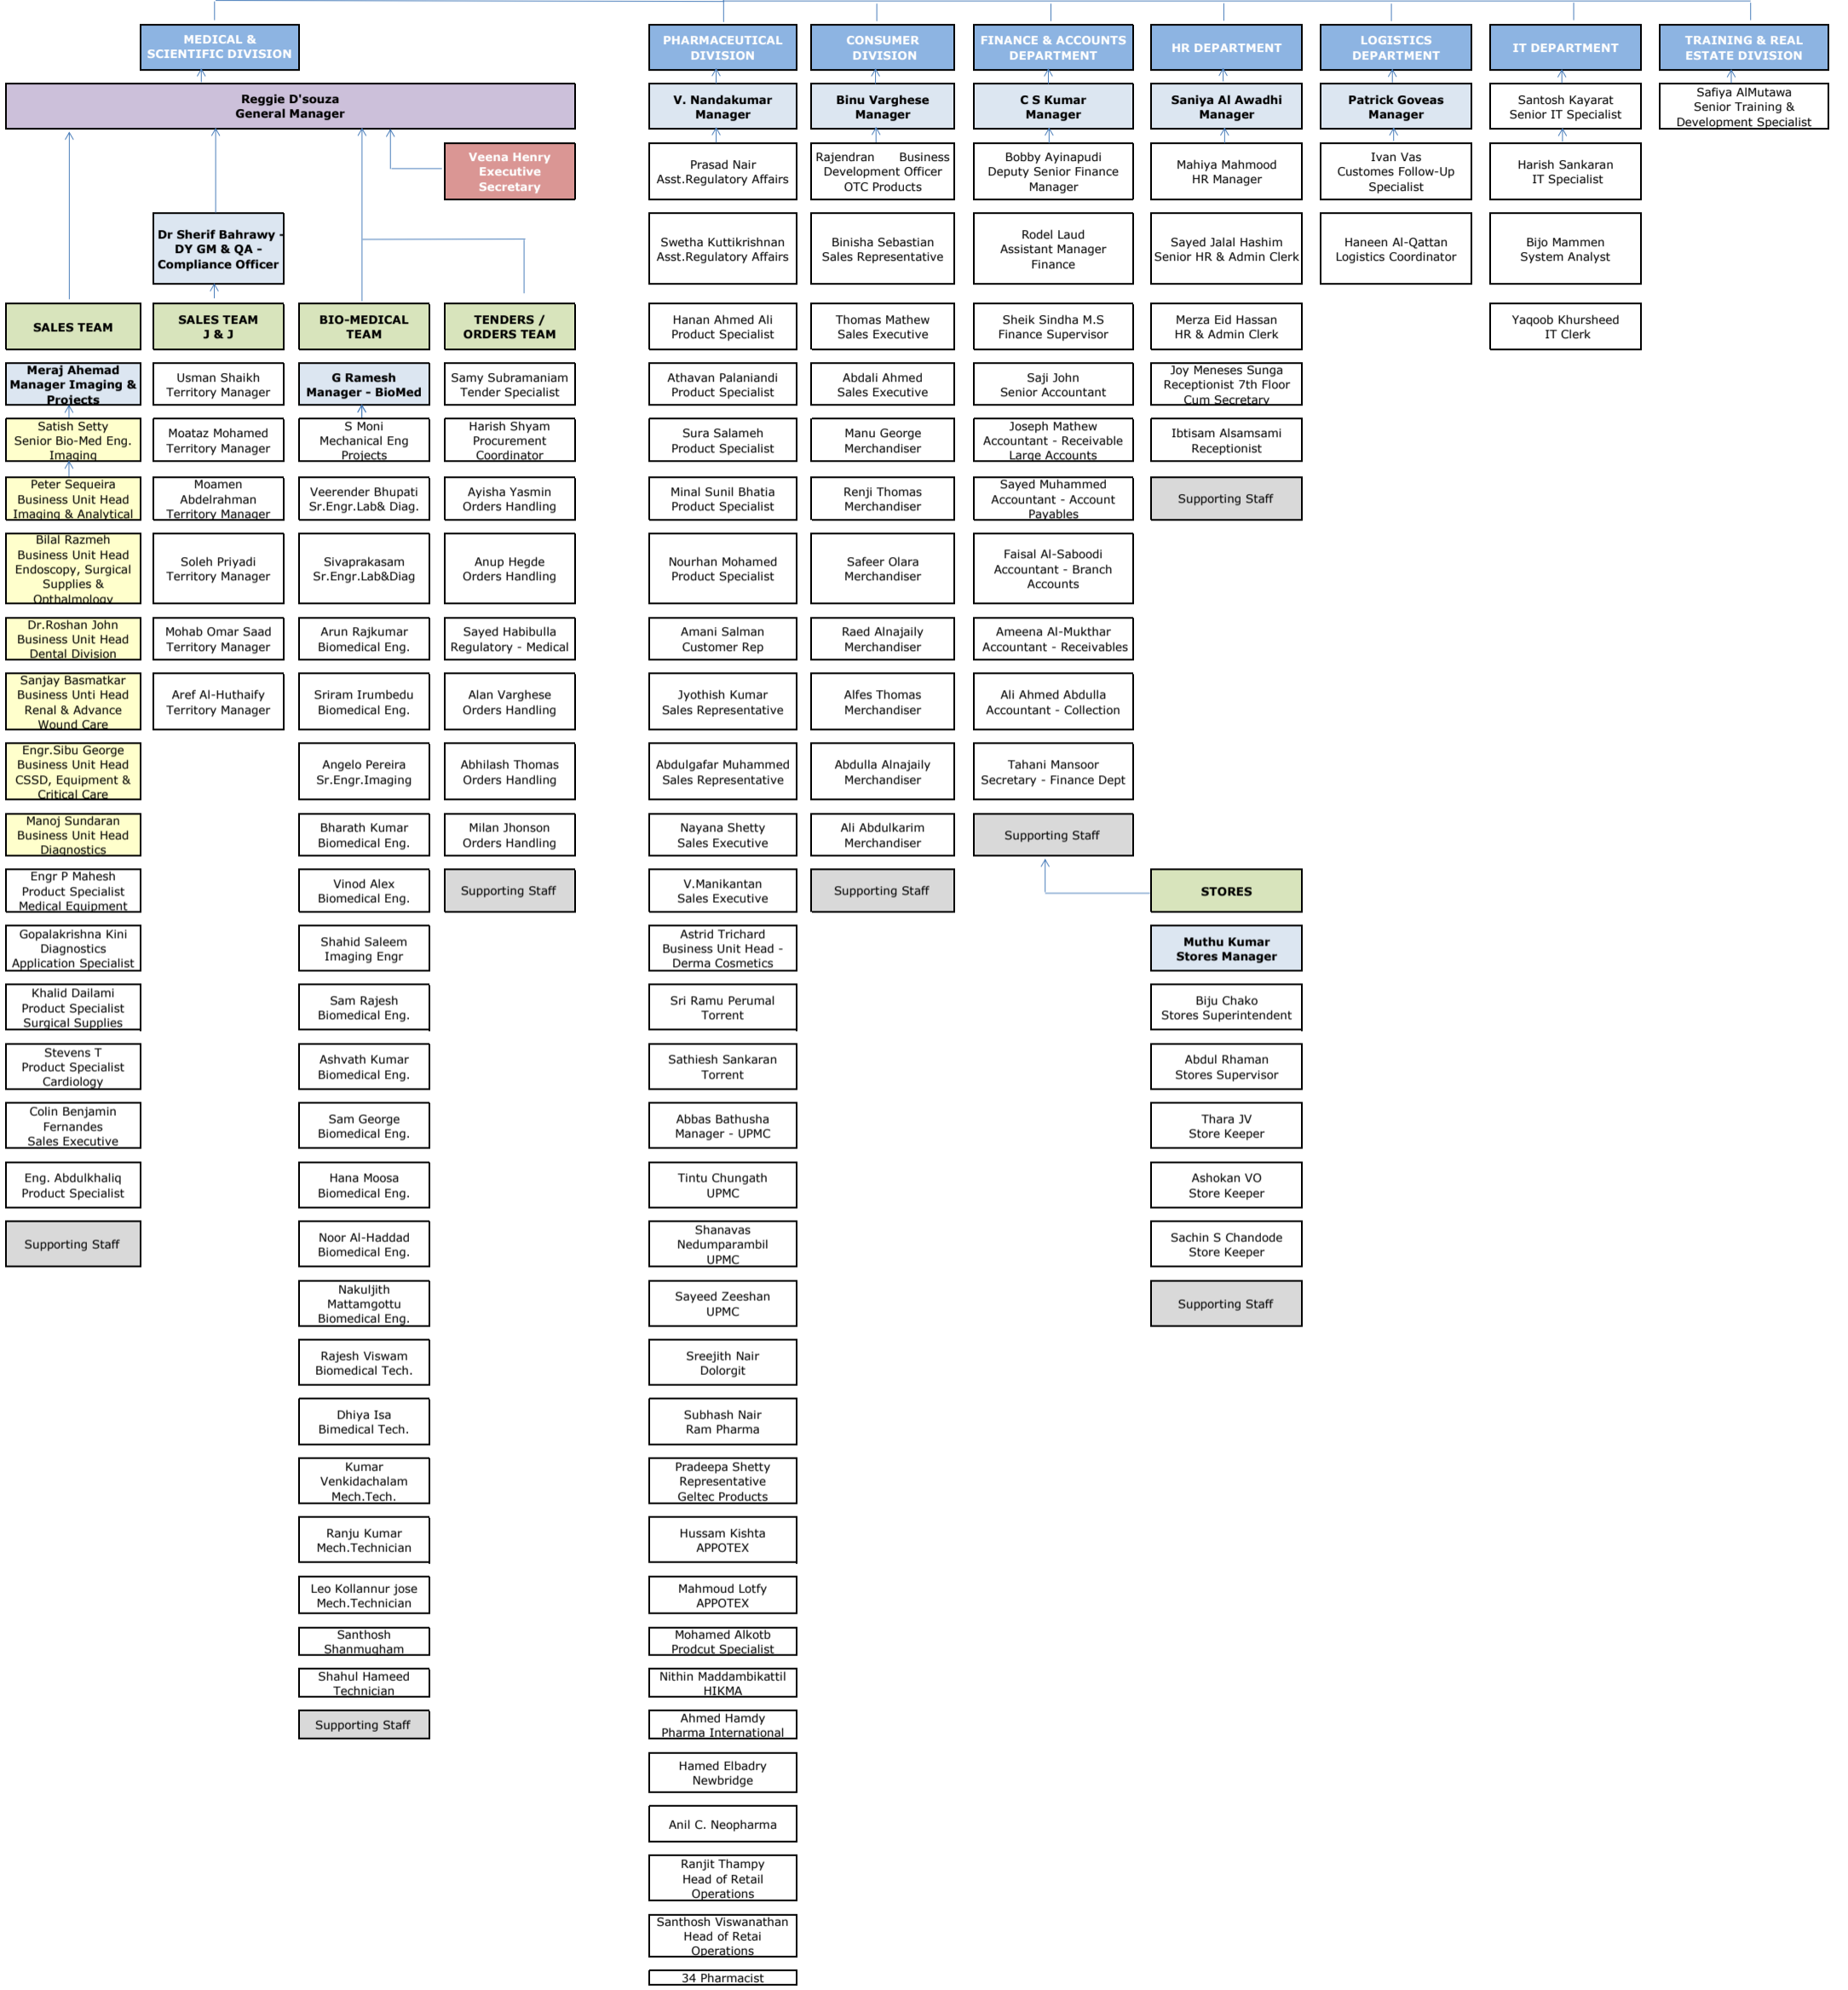 MEDICAL &
SCIENTIFIC DIVISION
PHARMACEUTICAL
DIVISION
CONSUMER
DIVISION
FINANCE & ACCOUNTS
DEPARTMENT
HR DEPARTMENT
LOGISTICS
DEPARTMENT
IT DEPARTMENT
TRAINING & REAL
ESTATE DIVISION
Reggie D'souza
General Manager
Veena Henry
Executive
Secretary
Dr Sherif Bahrawy -
DY GM & QA -
Compliance Officer
SALES TEAM
Meraj Ahemad
Manager Imaging &
Projects
Satish Setty
Senior Bio-Med Eng.
Imaging
Peter Sequeira
Business Unit Head
Imaging & Analytical
Bilal Razmeh
Business Unit Head
Endoscopy, Surgical
Supplies &
Opthalmology
Dr.Roshan John
Business Unit Head
Dental Division
Sanjay Basmatkar
Business Unti Head
Renal & Advance
Wound Care
Engr.Sibu George
Business Unit Head
CSSD, Equipment &
Critical Care
Manoj Sundaran
Business Unit Head
Diagnostics
Engr P Mahesh
Product Specialist
Medical Equipment
Gopalakrishna Kini
Diagnostics
Application Specialist
Khalid Dailami
Product Specialist
Surgical Supplies
Stevens T
Product Specialist
Cardiology
Colin Benjamin
Fernandes
Sales Executive
Eng. Abdulkhaliq
Product Specialist
Supporting Staff
SALES TEAM
J & J
Usman Shaikh
Territory Manager
Moataz Mohamed
Territory Manager
Moamen
Abdelrahman
Territory Manager
Soleh Priyadi
Territory Manager
Mohab Omar Saad
Territory Manager
Aref Al-Huthaify
Territory Manager
BIO-MEDICAL
TEAM
G Ramesh
Manager - BioMed
S Moni
Mechanical Eng
Projects
Veerender Bhupati
Sr.Engr.Lab& Diag.
Sivaprakasam
Sr.Engr.Lab&Diag
Arun Rajkumar
Biomedical Eng.
Sriram Irumbedu
Biomedical Eng.
Angelo Pereira
Sr.Engr.Imaging
Bharath Kumar
Biomedical Eng.
Vinod Alex
Biomedical Eng.
Shahid Saleem
Imaging Engr
Sam Rajesh
Biomedical Eng.
Ashvath Kumar
Biomedical Eng.
Sam George
Biomedical Eng.
Hana Moosa
Biomedical Eng.
Noor Al-Haddad
Biomedical Eng.
Nakuljith
Mattamgottu
Biomedical Eng.
Rajesh Viswam
Biomedical Tech.
Dhiya Isa
Bimedical Tech.
Kumar
Venkidachalam
Mech.Tech.
Ranju Kumar
Mech.Technician
Leo Kollannur jose
Mech.Technician
Santhosh
Shanmugham
Shahul Hameed
Technician
Supporting Staff
TENDERS /
ORDERS TEAM
Samy Subramaniam
Tender Specialist
Harish Shyam
Procurement
Coordinator
Ayisha Yasmin
Orders Handling
Anup Hegde
Orders Handling
Sayed Habibulla
Regulatory - Medical
Alan Varghese
Orders Handling
Abhilash Thomas
Orders Handling
Milan Jhonson
Orders Handling
Supporting Staff
V. Nandakumar
Manager
Prasad Nair
Asst.Regulatory Affairs
Swetha Kuttikrishnan
Asst.Regulatory Affairs
Hanan Ahmed Ali
Product Specialist
Athavan Palaniandi
Product Specialist
Sura Salameh
Product Specialist
Minal Sunil Bhatia
Product Specialist
Nourhan Mohamed
Product Specialist
Amani Salman
Customer Rep
Jyothish Kumar
Sales Representative
Abdulgafar Muhammed
Sales Representative
Nayana Shetty
Sales Executive
V.Manikantan
Sales Executive
Astrid Trichard
Business Unit Head -
Derma Cosmetics
Sri Ramu Perumal
Torrent
Sathiesh Sankaran
Torrent
Abbas Bathusha
Manager - UPMC
Tintu Chungath
UPMC
Shanavas
Nedumparambil
UPMC
Sayeed Zeeshan
UPMC
Sreejith Nair
Dolorgit
Subhash Nair
Ram Pharma
Pradeepa Shetty
Representative
Geltec Products
Hussam Kishta
APPOTEX
Mahmoud Lotfy
APPOTEX
Mohamed Alkotb
Prodcut Specialist
Nithin Maddambikattil
HIKMA
Ahmed Hamdy
Pharma International
Hamed Elbadry
Newbridge
Anil C. Neopharma
Ranjit Thampy
Head of Retail
Operations
Santhosh Viswanathan
Head of Retai
Operations
34 Pharmacist
Binu Varghese
Manager
Rajendran Business
Development Officer
OTC Products
Binisha Sebastian
Sales Representative
Thomas Mathew
Sales Executive
Abdali Ahmed
Sales Executive
Manu George
Merchandiser
Renji Thomas
Merchandiser
Safeer Olara
Merchandiser
Raed Alnajaily
Merchandiser
Alfes Thomas
Merchandiser
Abdulla Alnajaily
Merchandiser
Ali Abdulkarim
Merchandiser
Supporting Staff
C S Kumar
Manager
Bobby Ayinapudi
Deputy Senior Finance
Manager
Rodel Laud
Assistant Manager
Finance
Sheik Sindha M.S
Finance Supervisor
Saji John
Senior Accountant
Joseph Mathew
Accountant - Receivable
Large Accounts
Sayed Muhammed
Accountant - Account
Payables
Faisal Al-Saboodi
Accountant - Branch
Accounts
Ameena Al-Mukthar
Accountant - Receivables
Ali Ahmed Abdulla
Accountant - Collection
Tahani Mansoor
Secretary - Finance Dept
Supporting Staff
Saniya Al Awadhi
Manager
Mahiya Mahmood
HR Manager
Sayed Jalal Hashim
Senior HR & Admin Clerk
Merza Eid Hassan
HR & Admin Clerk
Joy Meneses Sunga
Receptionist 7th Floor
Cum Secretary
Ibtisam Alsamsami
Receptionist
Supporting Staff
STORES
Muthu Kumar
Stores Manager
Biju Chako
Stores Superintendent
Abdul Rhaman
Stores Supervisor
Thara JV
Store Keeper
Ashokan VO
Store Keeper
Sachin S Chandode
Store Keeper
Supporting Staff
Patrick Goveas
Manager
Ivan Vas
Customes Follow-Up
Specialist
Haneen Al-Qattan
Logistics Coordinator
Santosh Kayarat
Senior IT Specialist
Harish Sankaran
IT Specialist
Bijo Mammen
System Analyst
Yaqoob Khursheed
IT Clerk
Safiya AlMutawa
Senior Training &
Development Specialist